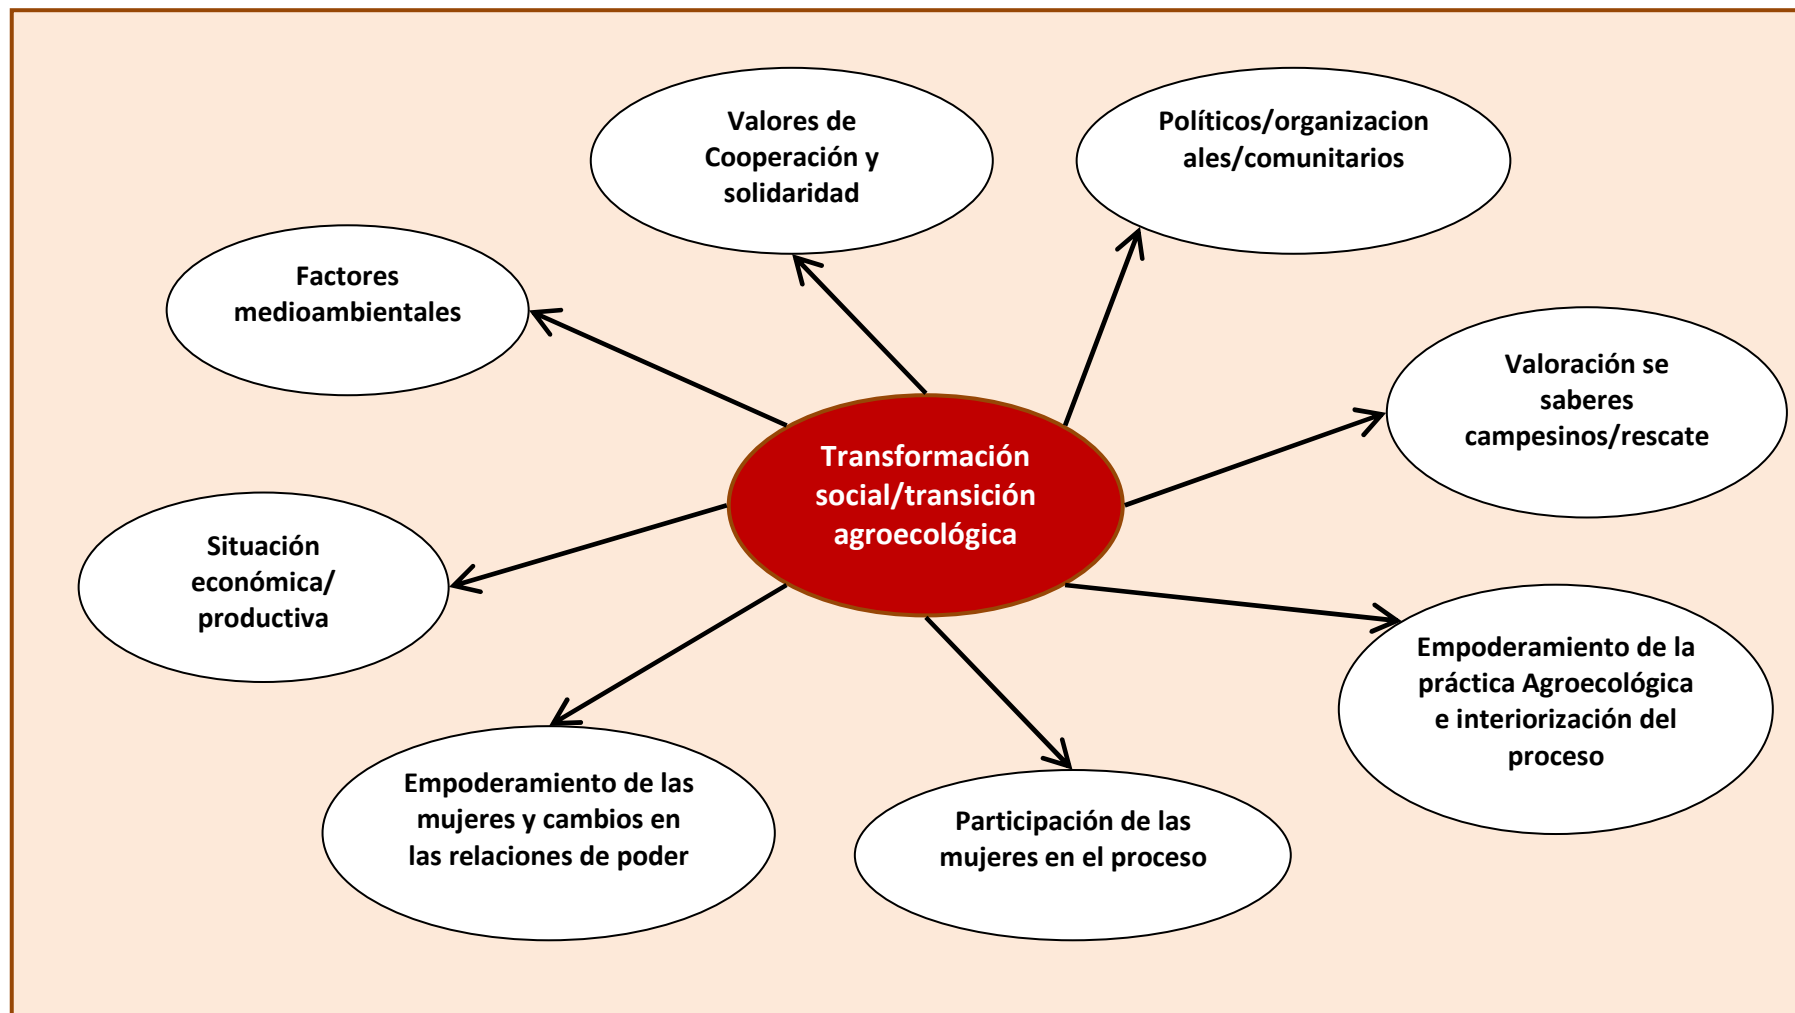 Valores de
Cooperación y
solidaridad
Políticos/organizacion
ales/comunitarios
Factores
medioambientales
Valoración se
saberes
campesinos/rescate
Transformación
social/transición
agroecológica
Situación
económica/
productiva
Empoderamiento de la
práctica Agroecológica
e interiorización del
proceso
Empoderamiento de las
mujeres y cambios en
las relaciones de poder
Participación de las
mujeres en el proceso